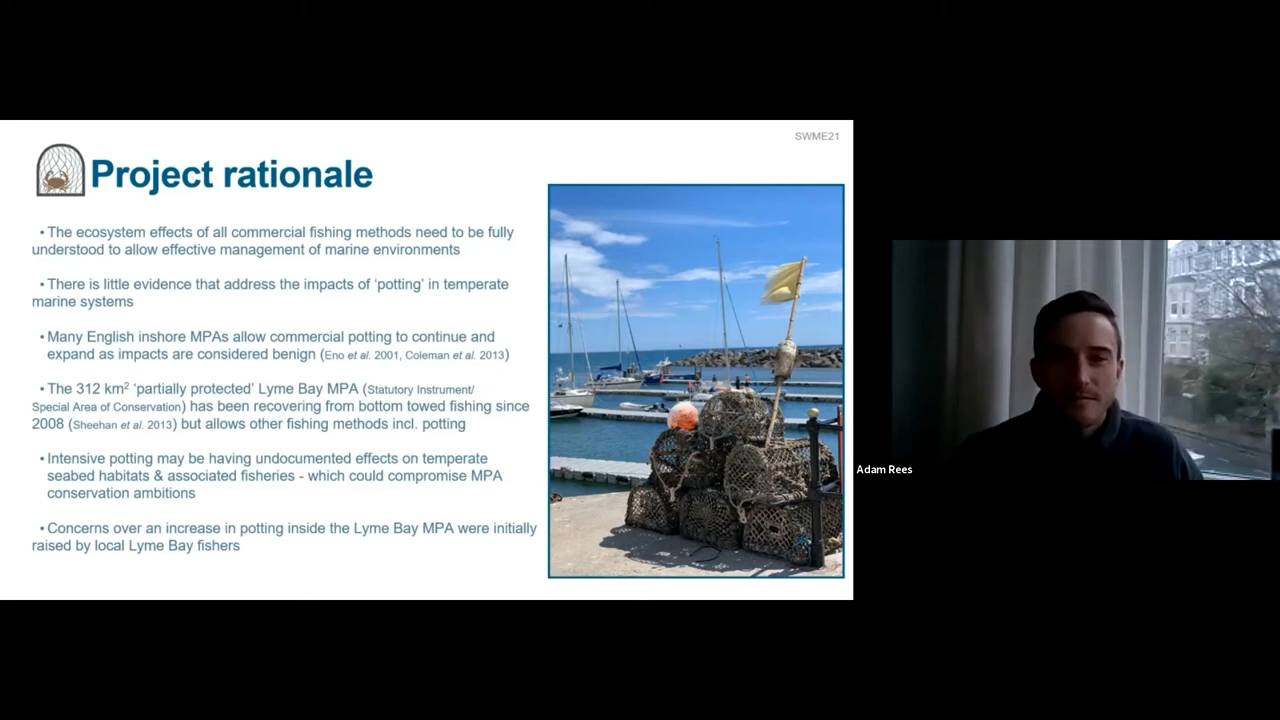 SWME21
Project rationale
• The ecosystem effects of all commercial fishing methods need to be fully
understood to allow effective management of marine environments
• There is little evidence that address the impacts of ‘potting’ in temperate
marine systems
• Many English inshore MPAs allow commercial potting to continue and
expand as impacts are considered benign (Eno et al. 2001, Coleman et al. 2013)
• The 312 km² ‘partially protected’ Lyme Bay MPA (Statutory Instrument/
Special Area of Conservation) has been recovering from bottom towed fishing since
2008 (Sheehan et al. 2013) but allows other fishing methods incl. potting
• Intensive potting may be having undocumented effects on temperate
seabed habitats & associated fisheries - which could compromise MPA
conservation ambitions
• Concerns over an increase in potting inside the Lyme Bay MPA were initially
raised by local Lyme Bay fishers
Adam Rees